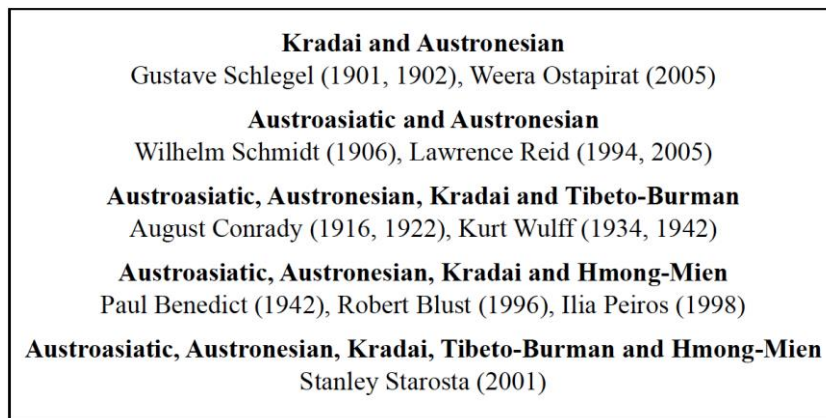 Kradai and Austronesian
Gustave Schlegel (1901, 1902), Weera Ostapirat (2005)
Austroasiatic and Austronesian
Wilhelm Schmidt (1906), Lawrence Reid (1994, 2005)
Austroasiatic, Austronesian, Kradai and Tibeto-Burman
August Conrady (1916, 1922), Kurt Wulff (1934, 1942)
Austroasiatic, Austronesian, Kradai and Hmong-Mien
Paul Benedict (1942), Robert Blust (1996), Ilia Peiros (1998)
Austroasiatic, Austronesian, Kradai, Tibeto-Burman and Hmong-Mien
Stanley Starosta (2001)